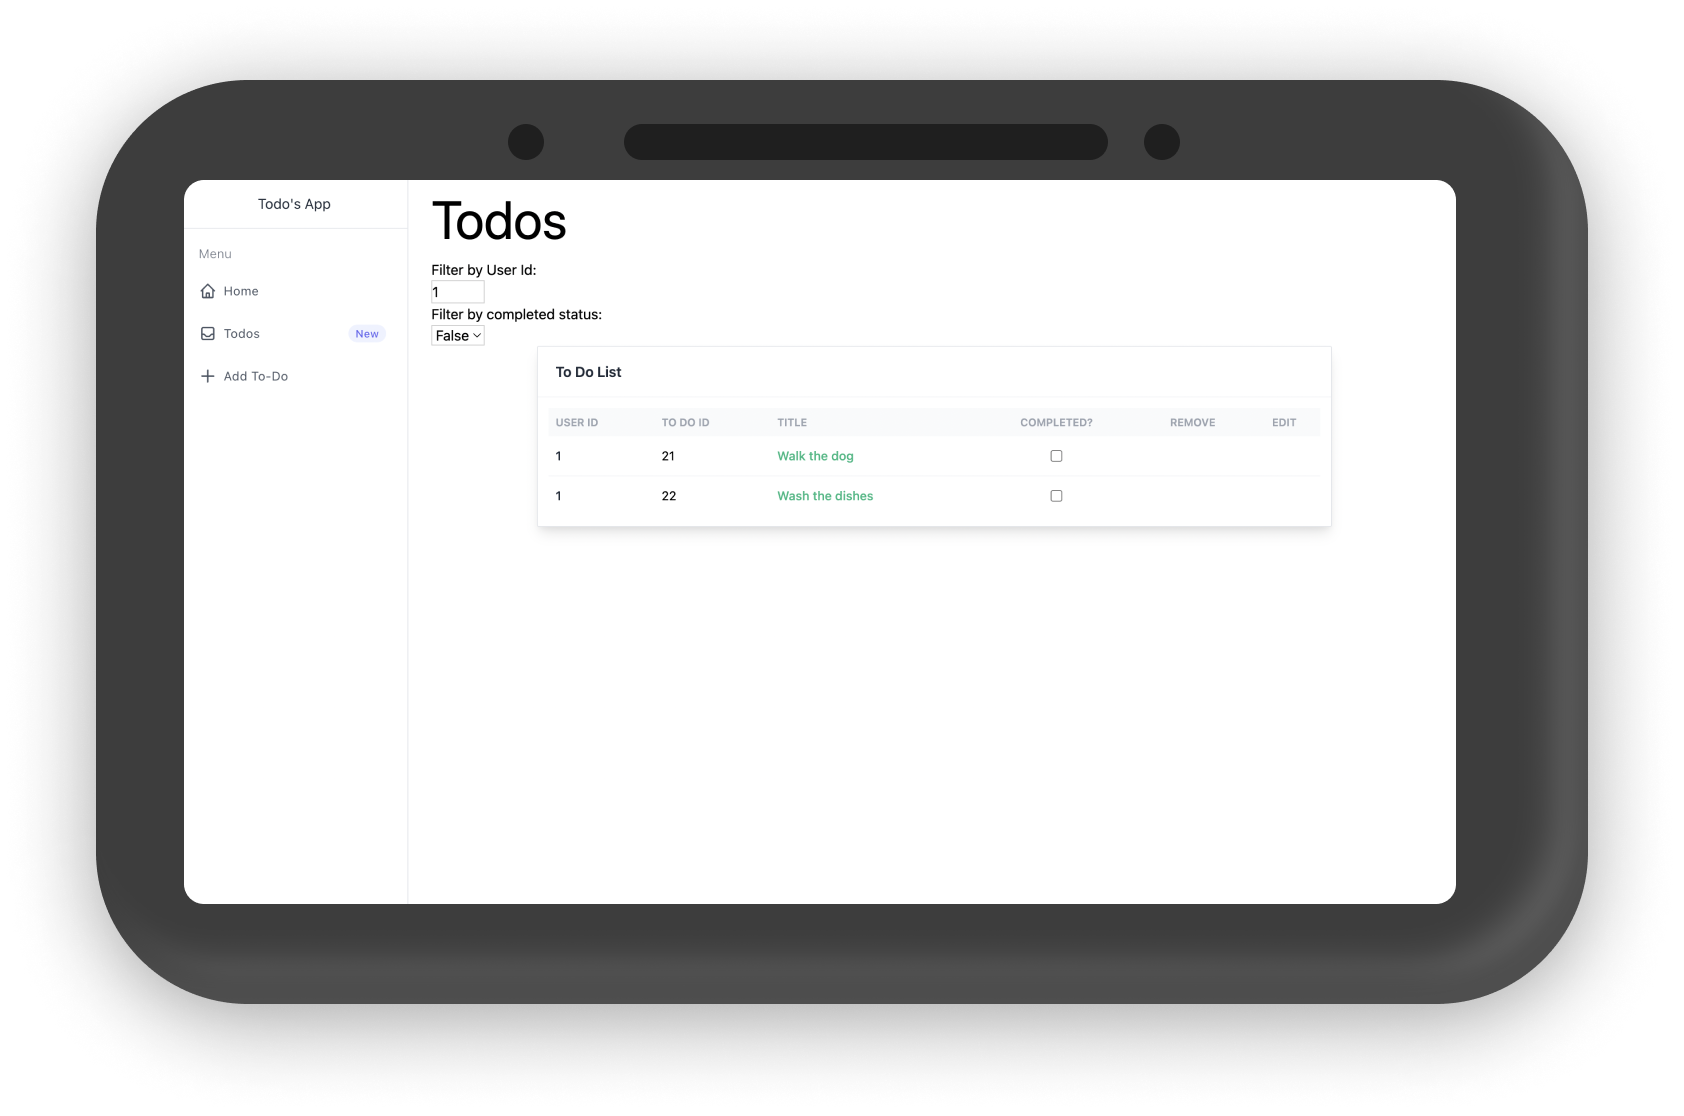 Todo's App
Menu
Home
Todos New
Add To-Do
Todos
Filter by User Id:
1
Filter by completed status:
False
To Do List
USER ID TO DO ID TITLE COMPLETED? REMOVE EDIT
1 21 Walk the dog
1 22 Wash the dishes